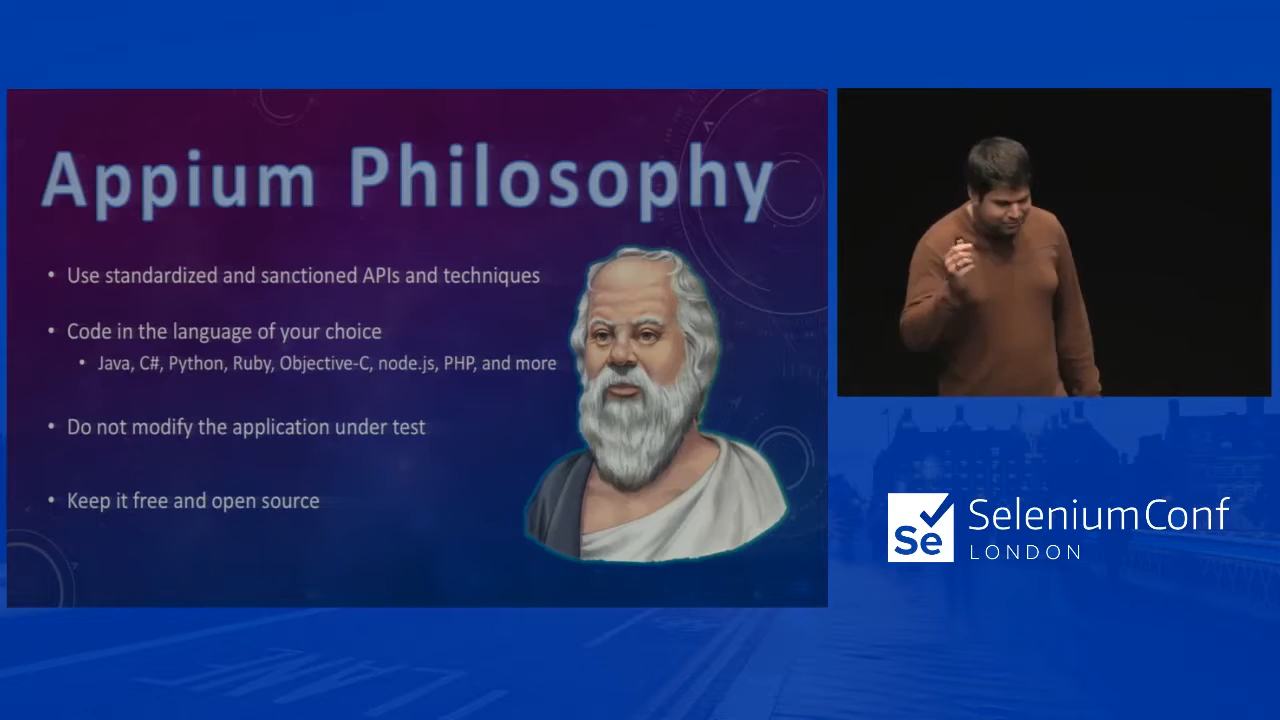 Appium Philosophy
• Use standardized and sanctioned APIs and techniques
• Code in the language of your choice
• Java, C#, Python, Ruby, Objective-C, node.js, PHP, and more
• Do not modify the application under test
• Keep it free and open source
Se
SeleniumConf
LONDON